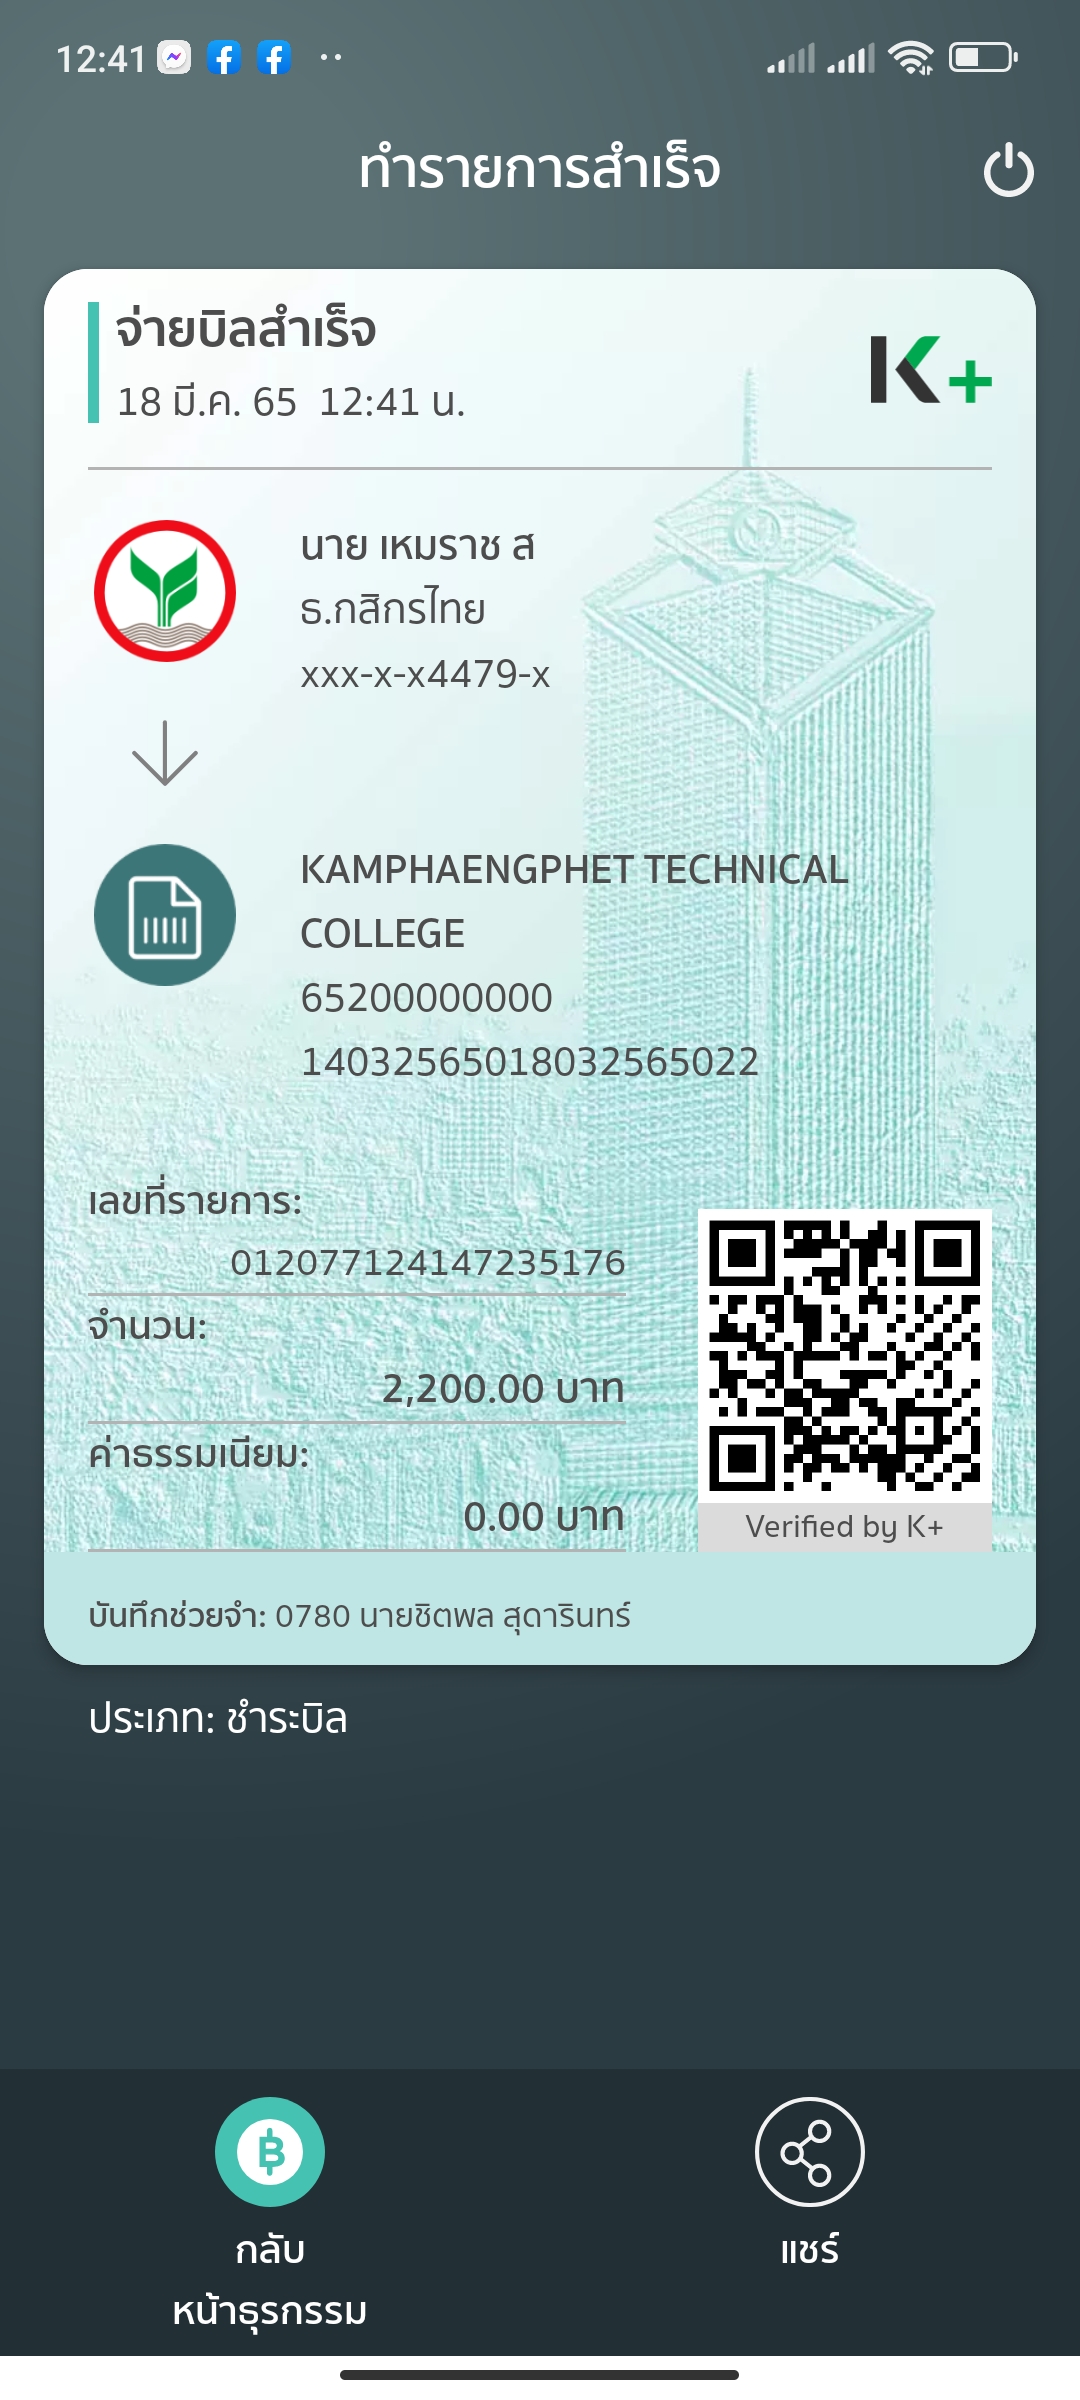 12:41
ทำรายการสำเร็จ
จ่ายบิลสำเร็จ
18 มี.ค. 65  12:41 น.
K+
นาย เหมราช ส
ธ.กสิกรไทย
xxx-x-x4479-x
KAMPHAENGPHET TECHNICAL
COLLEGE
65200000000
14032565018032565022
เลขที่รายการ:
012077124147235176
จำนวน:
2,200.00 บาท
ค่าธรรมเนียม:
0.00 บาท
Verified by K+
บันทึกช่วยจำ: 0780 นายชิตพล สุดารินทร์
ประเภท: ชำระบิล
กลับ
หน้าธุรกรรม
แชร์